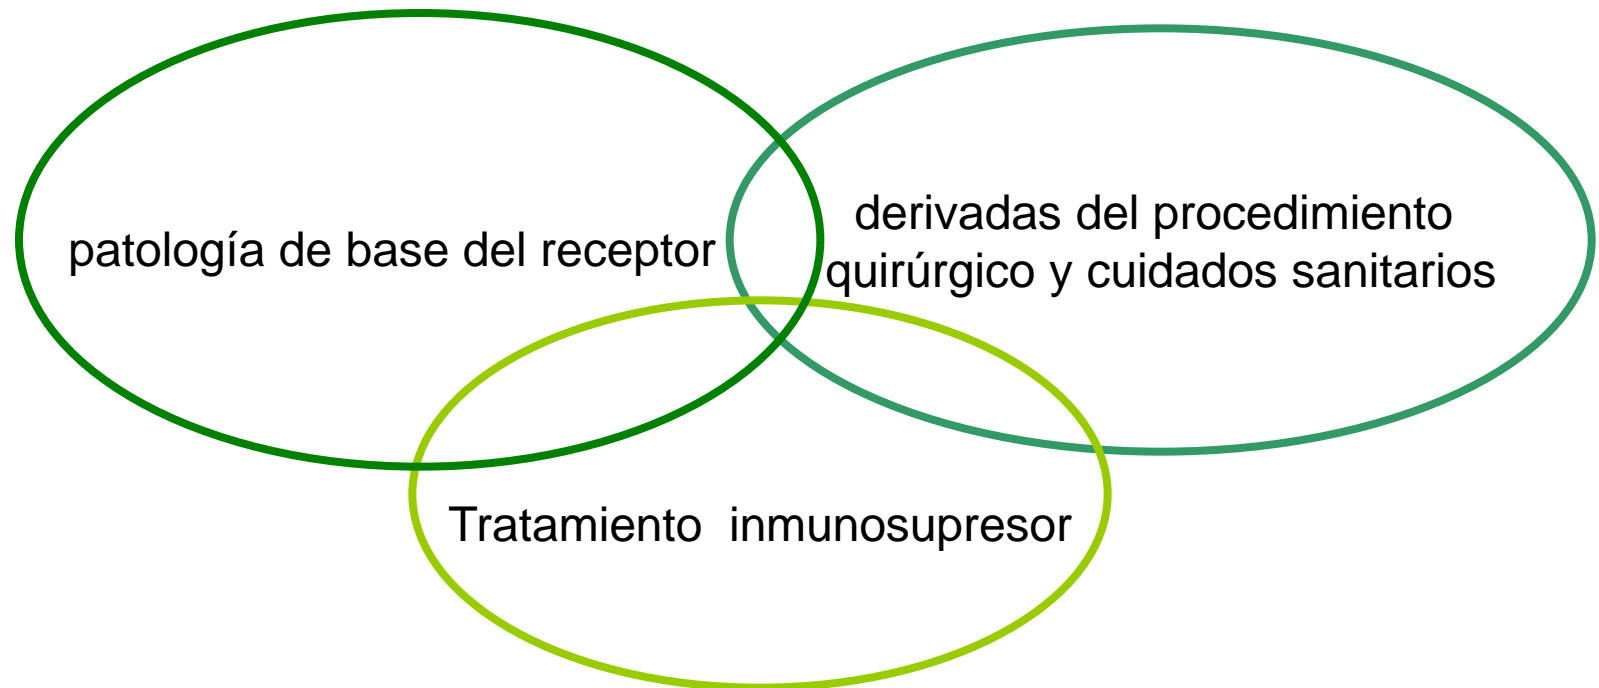 patología de base del receptor
derivadas del procedimiento
quirúrgico y cuidados sanitarios
Tratamiento inmunosupresor